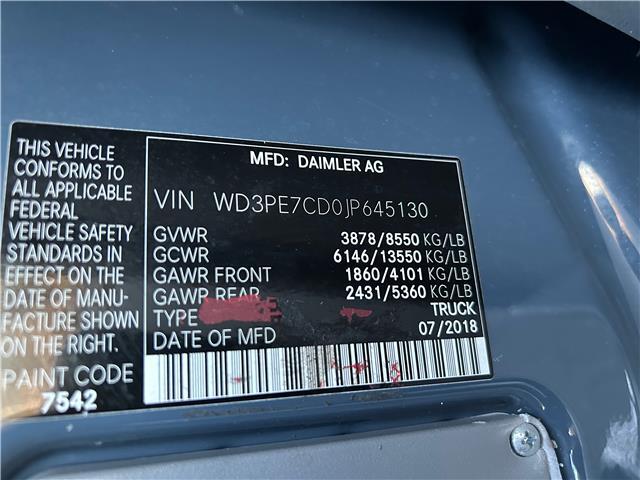 THIS VEHICLE
CONFORMS TO
ALL APPLICABLE
FEDERAL
VEHICLE SAFETY
STANDARDS IN
EFFECT ON THE
DATE OF MANU-
FACTURE SHOWN
ON THE RIGHT.
PAINT CODE
7542
MFD: DAIMLER AG
VIN WD3PE7CD0JP645130
GVWR 3878/8550 KG/LB
GCWR 6146/13550 KG/LB
GAWR FRONT 1860/4101 KG/LB
GAWR REAR 2431/5360 KG/LB
TYPE TRUCK
DATE OF MFD 07/2018